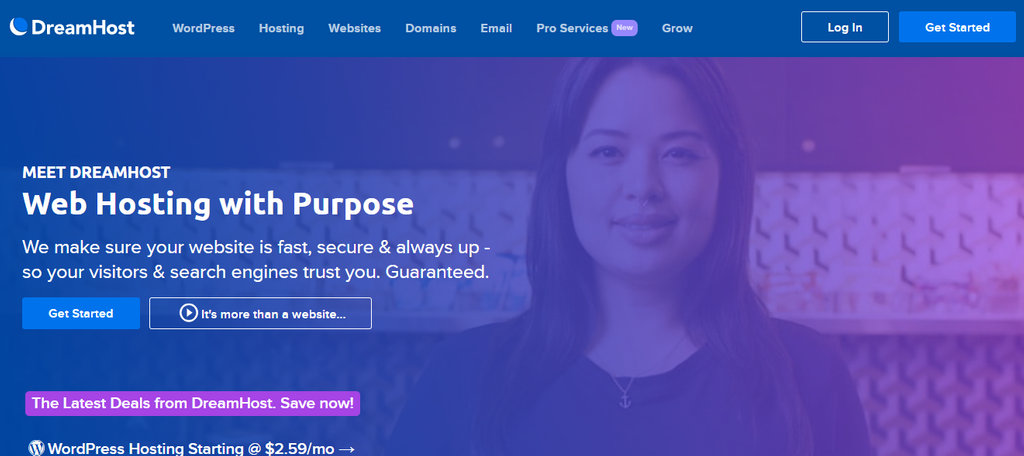 DreamHost
WordPress Hosting Websites Domains Email Pro Services New Grow Log In Get Started
MEET DREAMHOST
Web Hosting with Purpose
We make sure your website is fast, secure & always up -
so your visitors & search engines trust you. Guaranteed.
Get Started It's more than a website...
The Latest Deals from DreamHost. Save now!
WordPress Hosting Starting @ $2.59/mo →